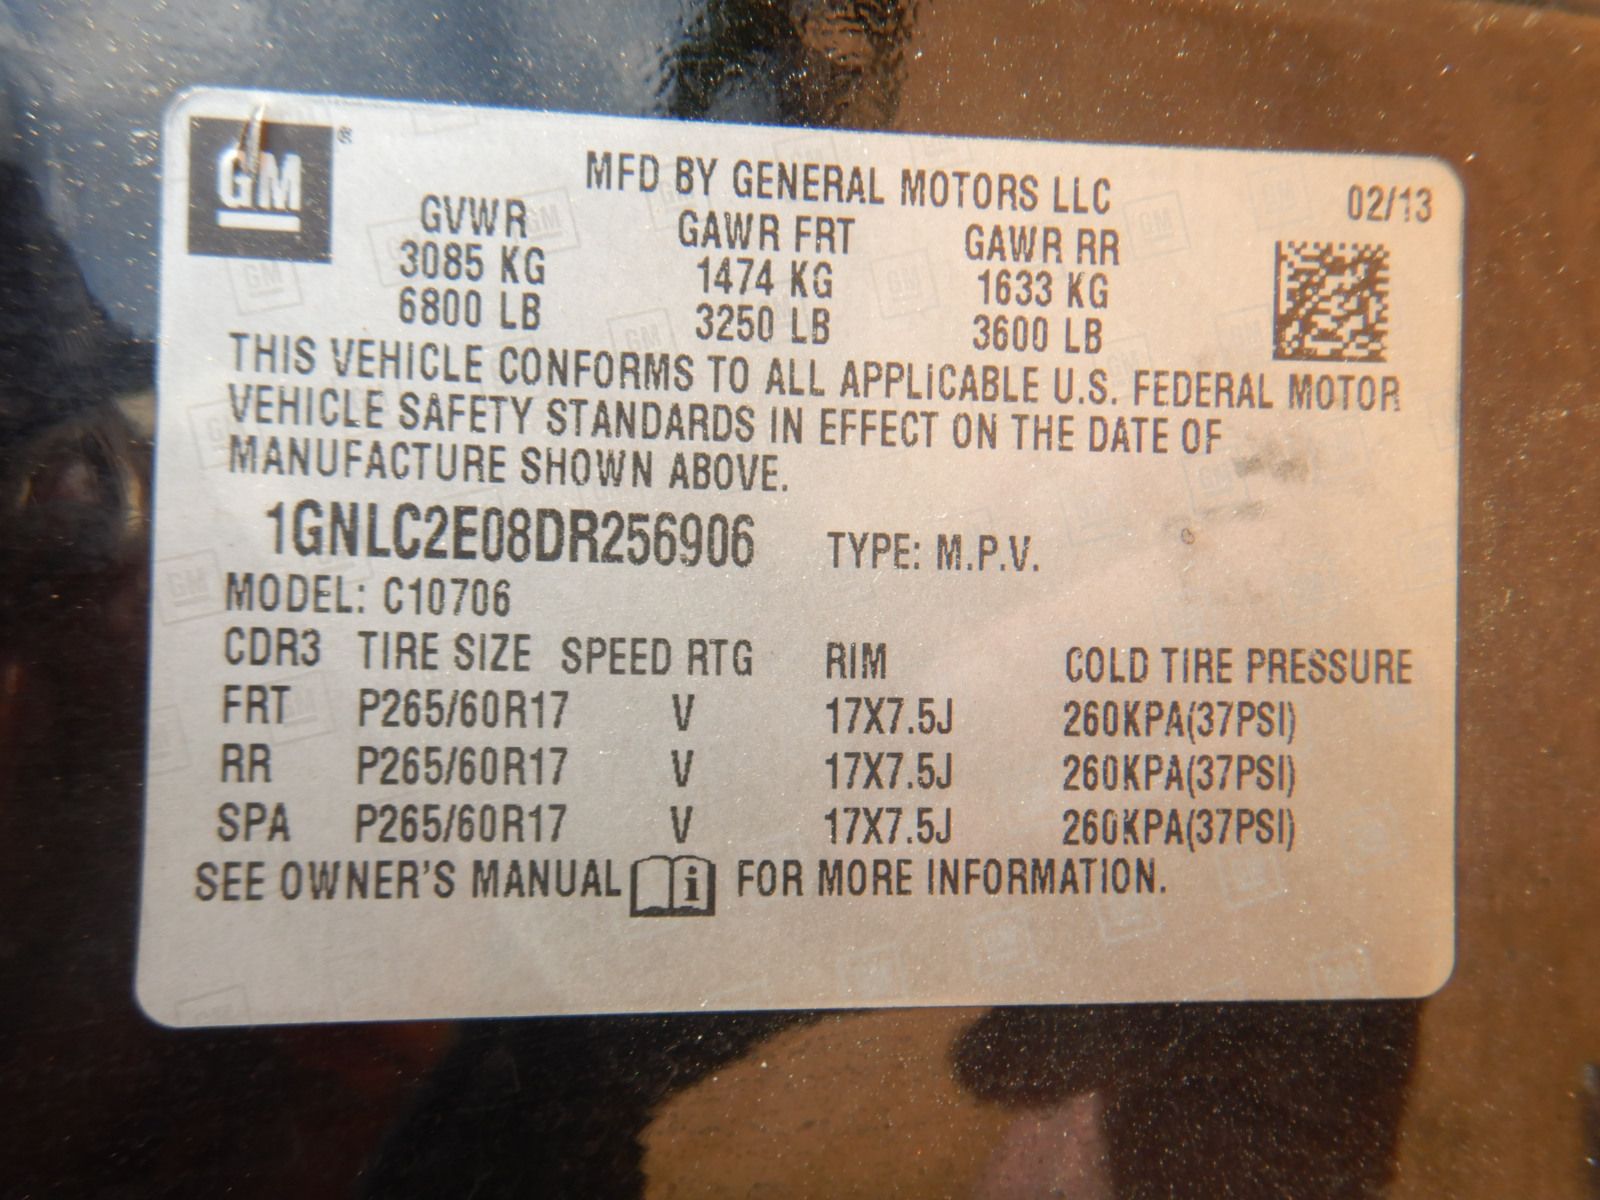 GM
MFD BY GENERAL MOTORS LLC
02/13
GVWR GAWR FRT GAWR RR
3085 KG 1474 KG 1633 KG
6800 LB 3250 LB 3600 LB
THIS VEHICLE CONFORMS TO ALL APPLICABLE U.S. FEDERAL MOTOR
VEHICLE SAFETY STANDARDS IN EFFECT ON THE DATE OF
MANUFACTURE SHOWN ABOVE.
1GNLC2E08DR256906 TYPE: M.P.V.
MODEL: C10706
CDR3 TIRE SIZE SPEED RTG RIM COLD TIRE PRESSURE
FRT P265/60R17 V 17X7.5J 260KPA(37PSI)
RR P265/60R17 V 17X7.5J 260KPA(37PSI)
SPA P265/60R17 V 17X7.5J 260KPA(37PSI)
SEE OWNER'S MANUAL i FOR MORE INFORMATION.